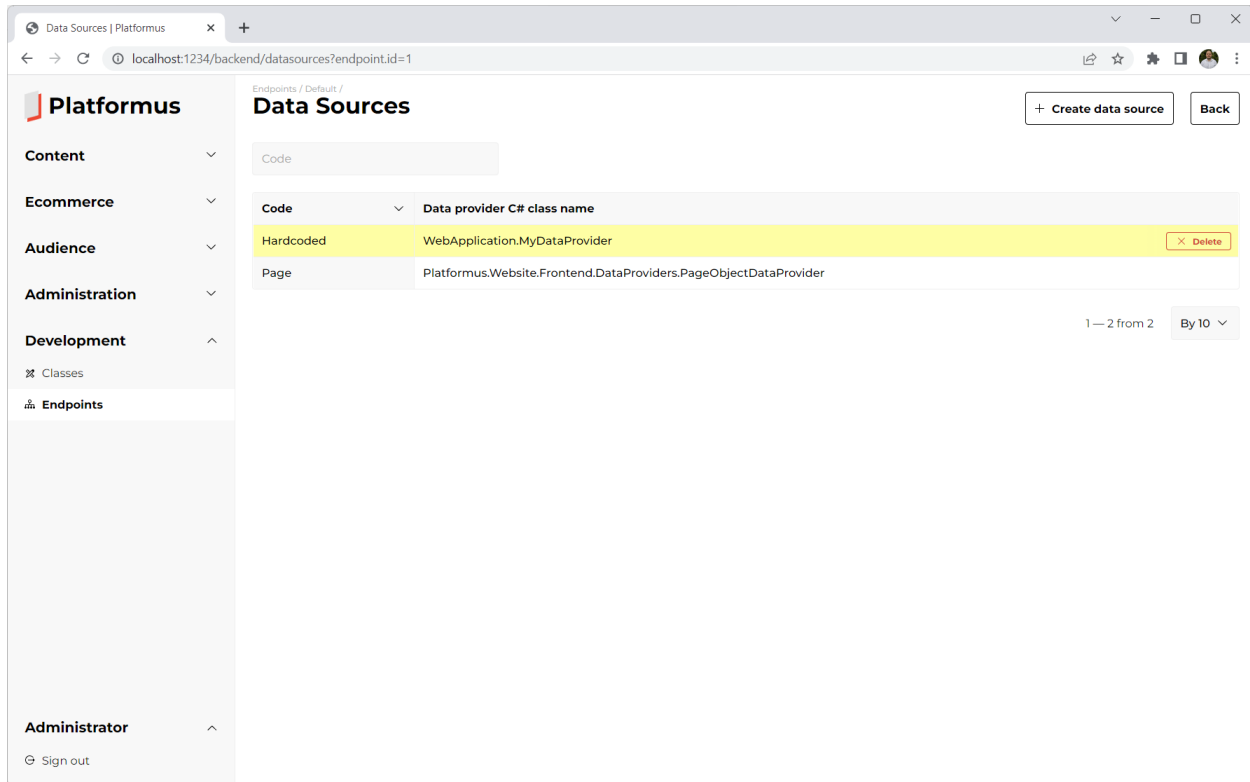 Data Sources | Platformus
localhost:1234/backend/datasources?endpoint.id=1
Platformus
Content
Ecommerce
Audience
Administration
Development
Classes
Endpoints
Administrator
Sign out
Endpoints / Default /
Data Sources
+ Create data source
Back
Code
Code Data provider C# class name
Hardcoded WebApplication.MyDataProvider Delete
Page Platformus.Website.Frontend.DataProviders.PageObjectDataProvider
1 — 2 from 2 By 10